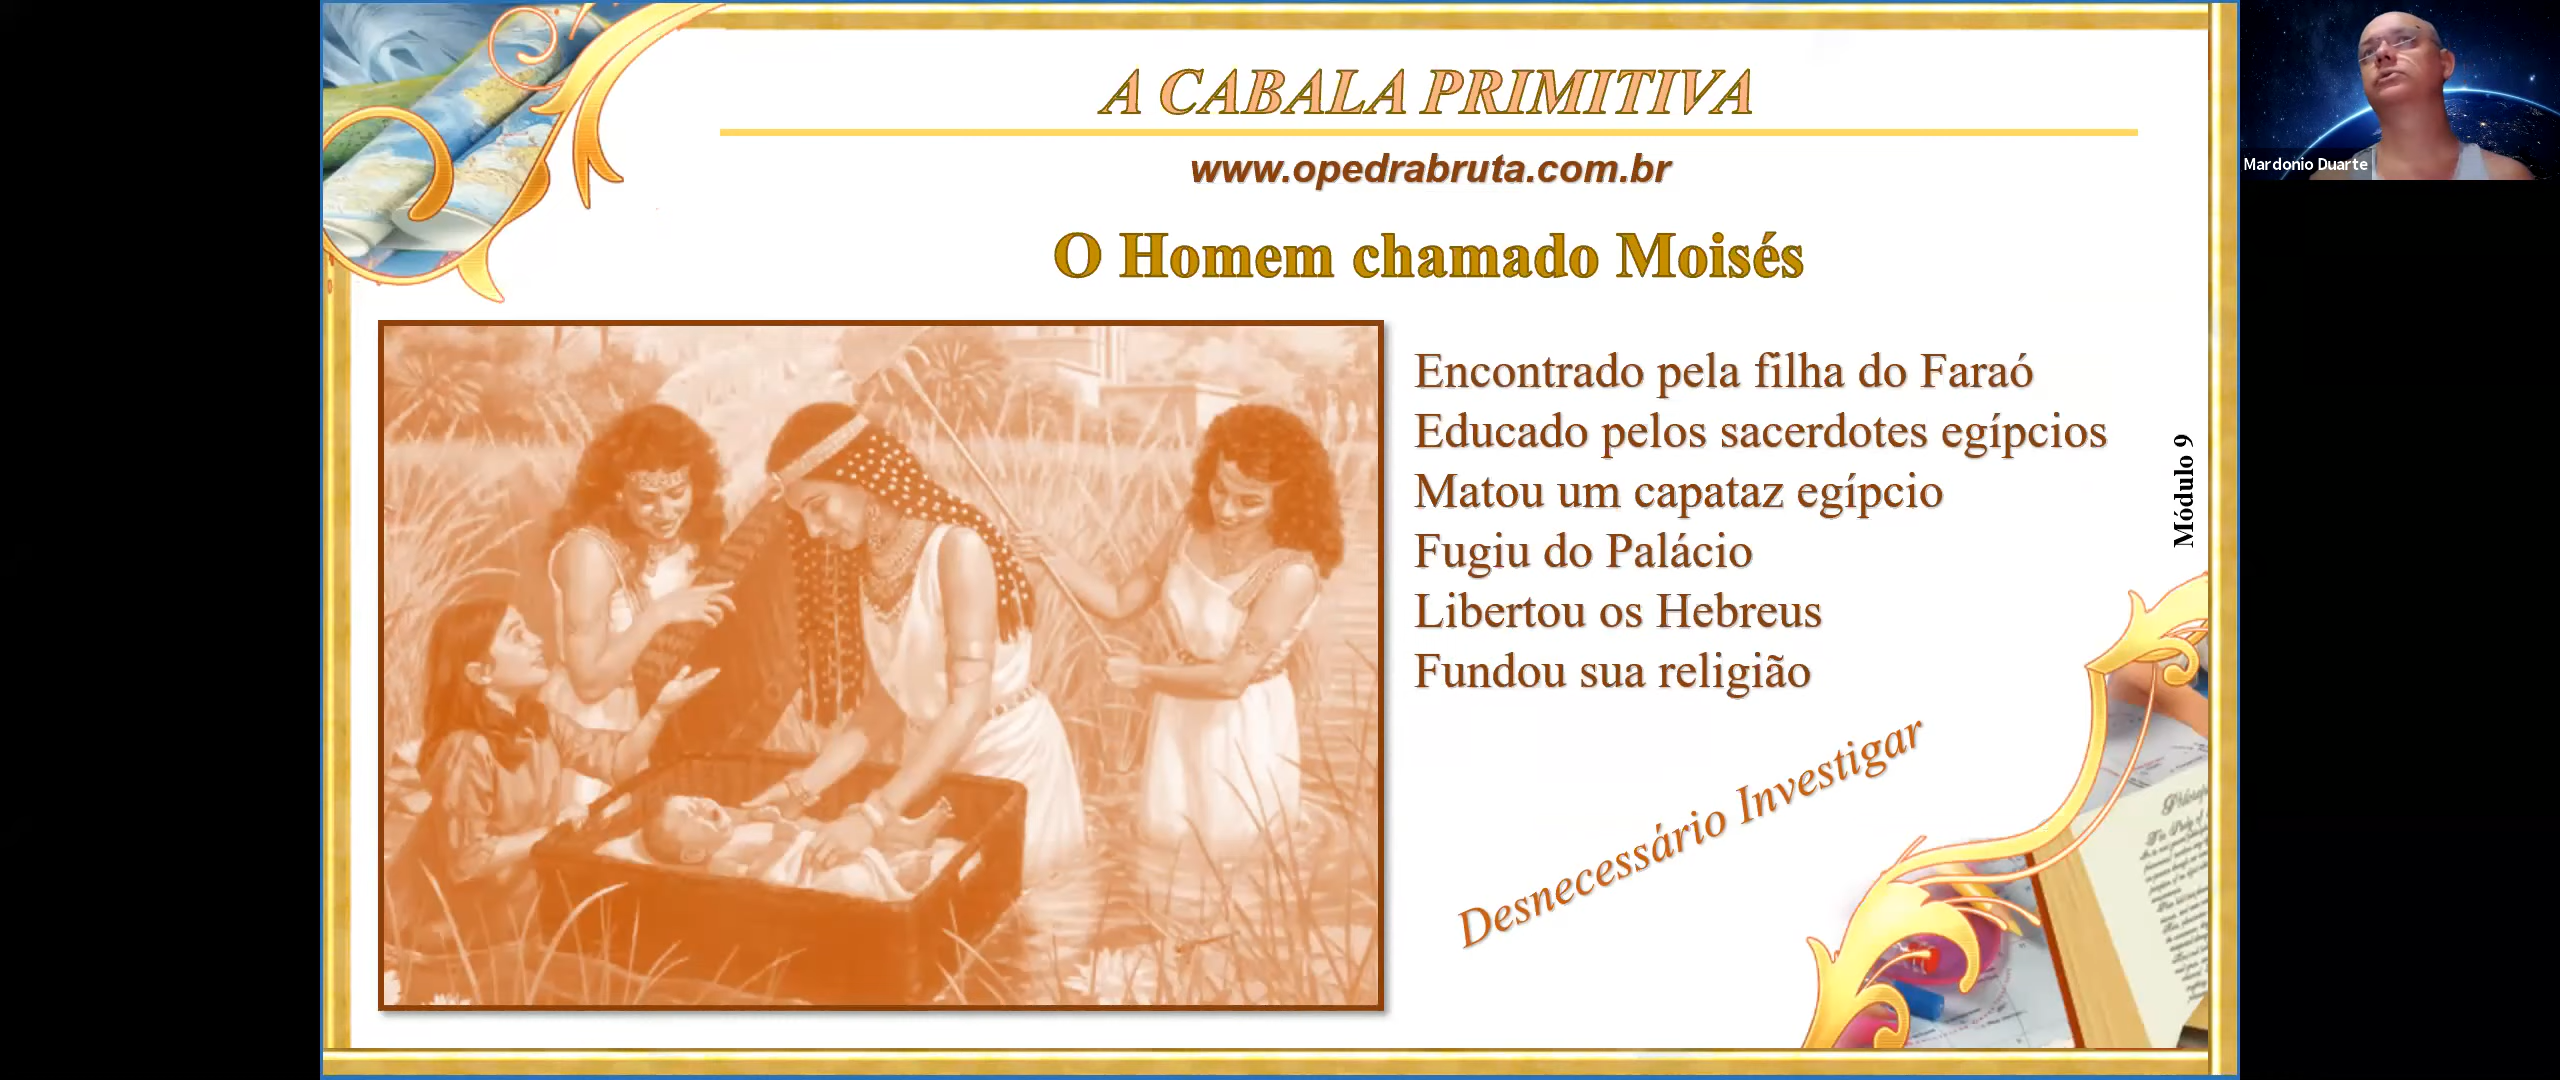 A CABALA PRIMITIVA
www.opedrabruta.com.br
O Homem chamado Moisés
Encontrado pela filha do Faraó
Educado pelos sacerdotes egípcios
Matou um capataz egípcio
Fugiu do Palácio
Libertou os Hebreus
Fundou sua religião
Desnecessário Investigar
Módulo 9
Mardonio Duarte